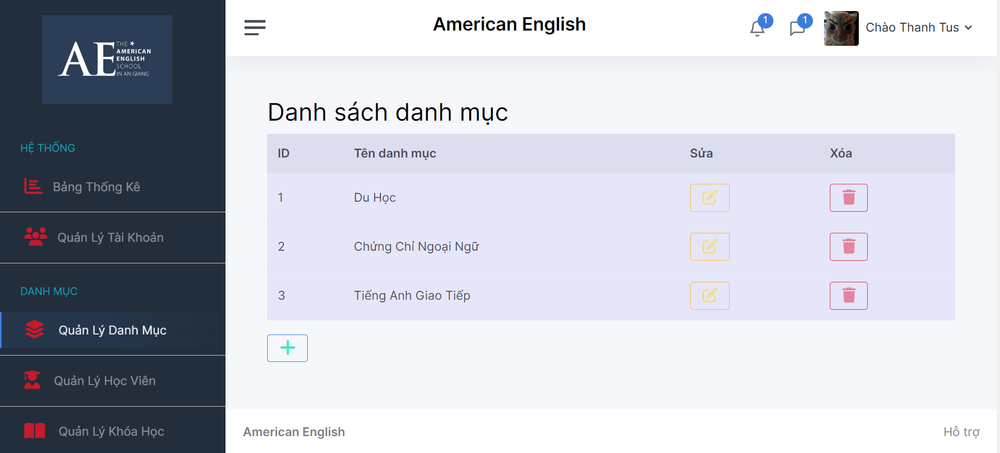 THE
AMERICAN
AE ENGLISH
SCHOOL
IN AN GIANG
HỆ THỐNG
Bảng Thống Kê
Quản Lý Tài Khoản
DANH MỤC
Quản Lý Danh Mục
Quản Lý Học Viên
Quản Lý Khóa Học
American English
1
1
Chào Thanh Tus
Danh sách danh mục
ID Tên danh mục Sửa Xóa
1 Du Học
2 Chứng Chỉ Ngoại Ngữ
3 Tiếng Anh Giao Tiếp
American English
Hỗ trợ